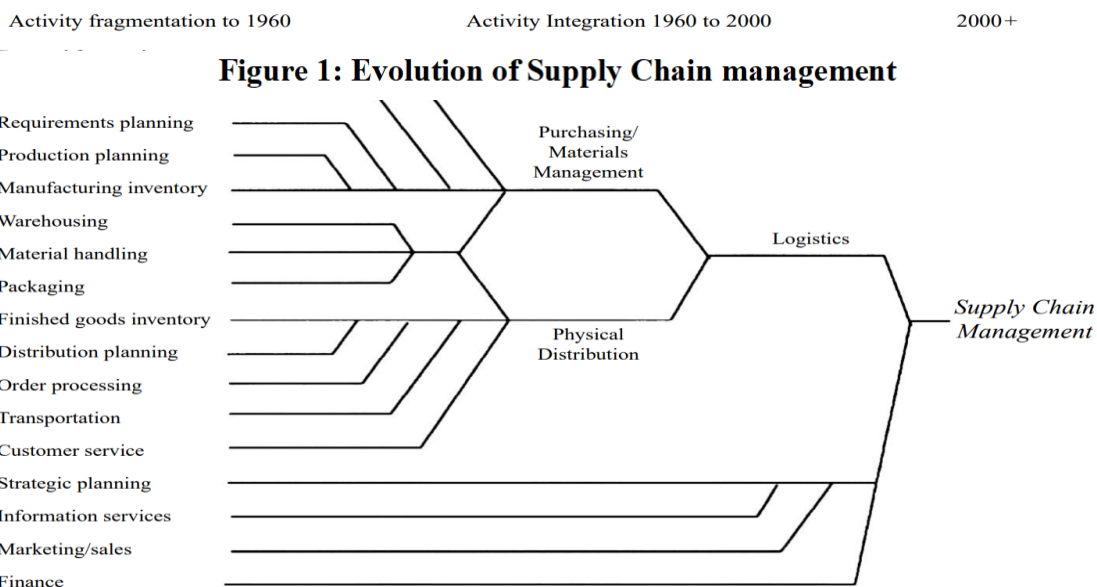 Activity fragmentation to 1960
Activity Integration 1960 to 2000
2000+
Figure 1: Evolution of Supply Chain management
Requirements planning
Production planning
Manufacturing inventory
Warehousing
Material handling
Packaging
Finished goods inventory
Distribution planning
Order processing
Transportation
Customer service
Strategic planning
Information services
Marketing/sales
Finance
Purchasing/
Materials
Management
Physical
Distribution
Logistics
Supply Chain
Management